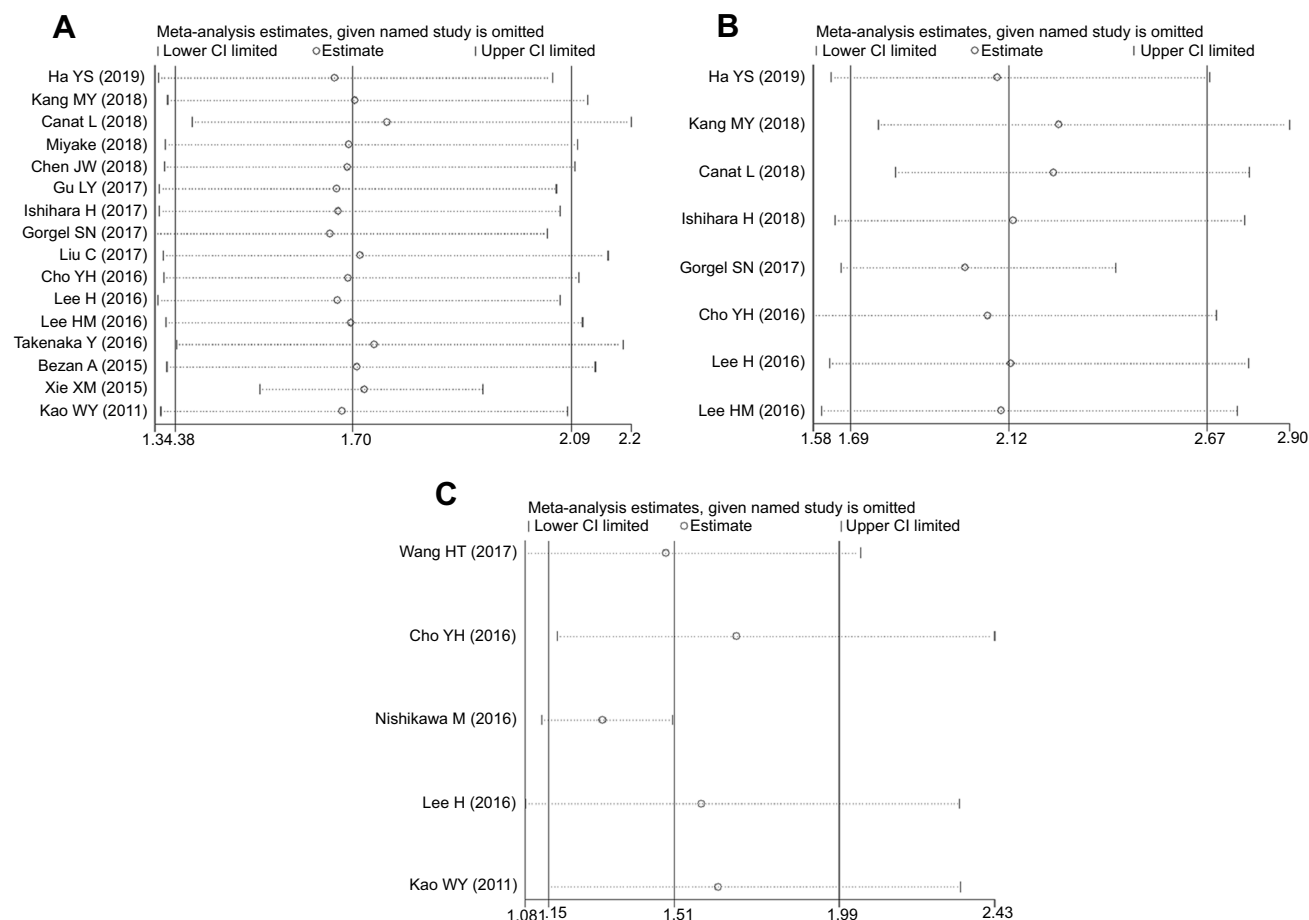 A
Meta-analysis estimates, given named study is omitted
Lower CI limited Estimate Upper CI limited
Ha YS (2019)
Kang MY (2018)
Canat L (2018)
Miyake (2018)
Chen JW (2018)
Gu LY (2017)
Ishihara H (2017)
Gorgel SN (2017)
Liu C (2017)
Cho YH (2016)
Lee H (2016)
Lee HM (2016)
Takenaka Y (2016)
Bezan A (2015)
Xie XM (2015)
Kao WY (2011)
1.34.38 1.70 2.09 2.2
B
Meta-analysis estimates, given named study is omitted
Lower CI limited Estimate Upper CI limited
Ha YS (2019)
Kang MY (2018)
Canat L (2018)
Ishihara H (2018)
Gorgel SN (2017)
Cho YH (2016)
Lee H (2016)
Lee HM (2016)
1.58 1.69 2.12 2.67 2.90
C
Meta-analysis estimates, given named study is omitted
Lower CI limited Estimate Upper CI limited
Wang HT (2017)
Cho YH (2016)
Nishikawa M (2016)
Lee H (2016)
Kao WY (2011)
1.081.15 1.51 1.99 2.43